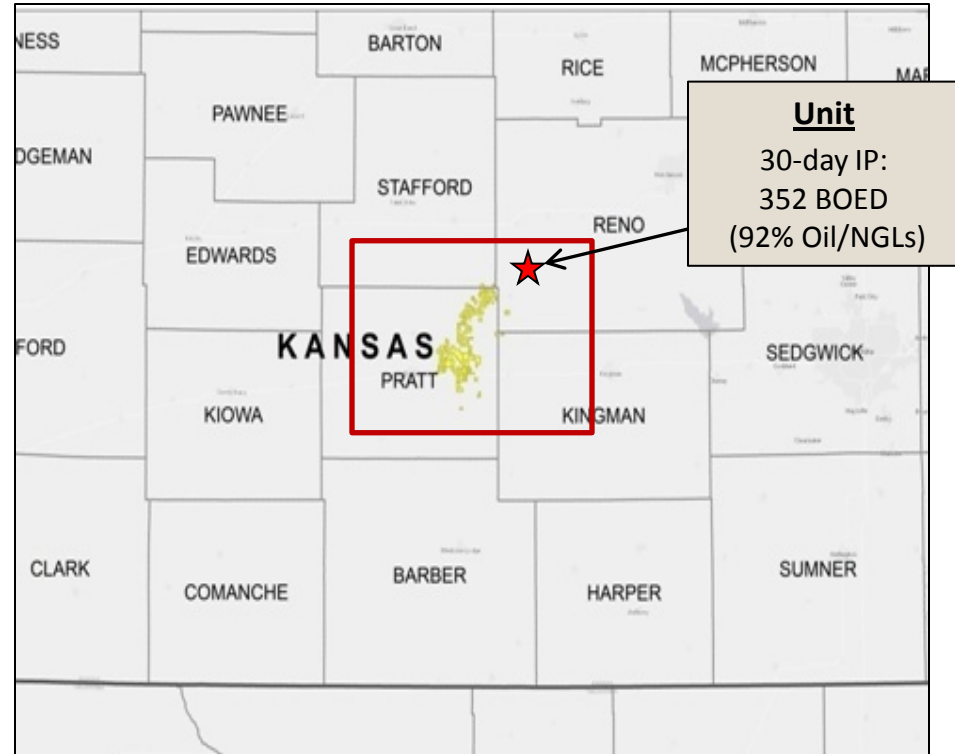 NESS
BARTON
RICE
MCPHERSON
MAR
PAWNEE
DGEMAN
STAFFORD
RENO
EDWARDS
Unit
30-day IP:
352 BOED
(92% Oil/NGLs)
FORD
KANSAS
PRATT
SEDGWICK
KIOWA
KINGMAN
CLARK
COMANCHE
BARBER
HARPER
SUMNER